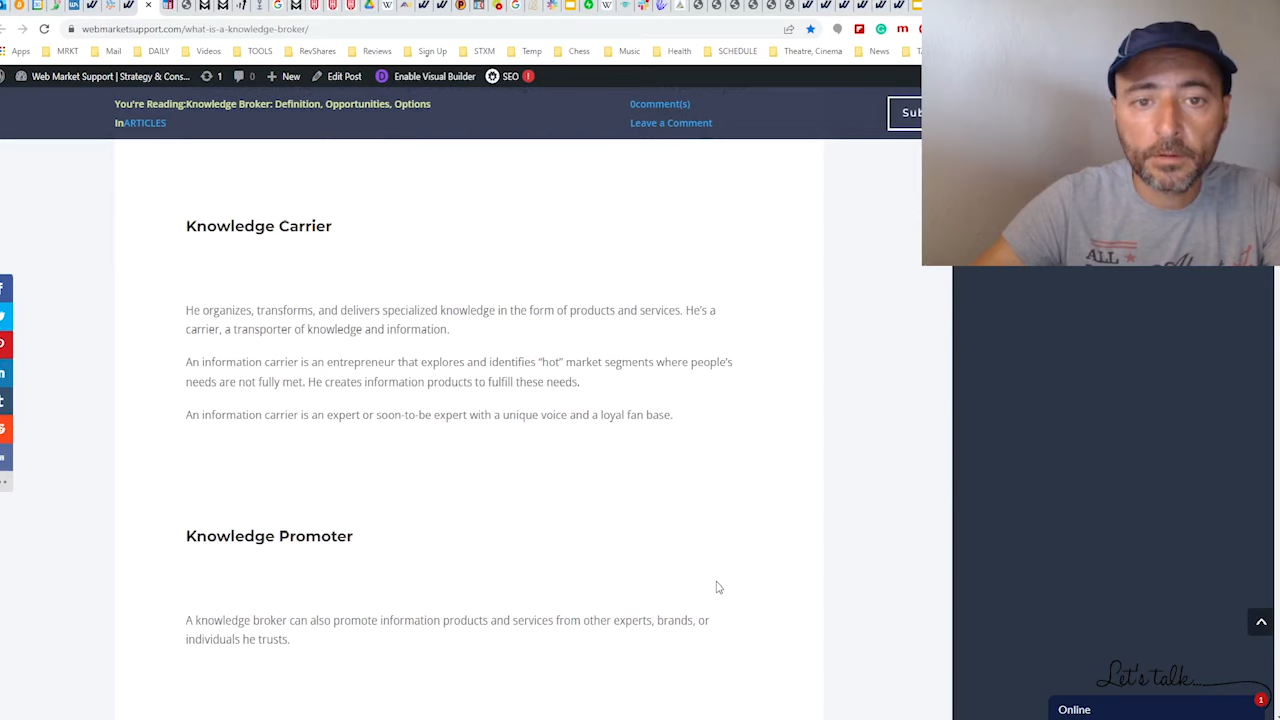 webmarketsupport.com/what-is-a-knowledge-broker/
Apps MRKT Mail DAILY Videos TOOLS RevShares Reviews Sign Up STXM Temp Chess Music Health SCHEDULE Theatre, Cinema News
Web Market Support | Strategy & Cons... 1 0 New Edit Post D Enable Visual Builder SEO !
You're Reading:Knowledge Broker: Definition, Opportunities, Options
InARTICLES
0comment(s)
Leave a Comment
Sub
Knowledge Carrier
He organizes, transforms, and delivers specialized knowledge in the form of products and services. He's a
carrier, a transporter of knowledge and information.
An information carrier is an entrepreneur that explores and identifies “hot” market segments where people's
needs are not fully met. He creates information products to fulfill these needs.
An information carrier is an expert or soon-to-be expert with a unique voice and a loyal fan base.
Knowledge Promoter
A knowledge broker can also promote information products and services from other experts, brands, or
individuals he trusts.
ALL
Let's talk...
Online
1